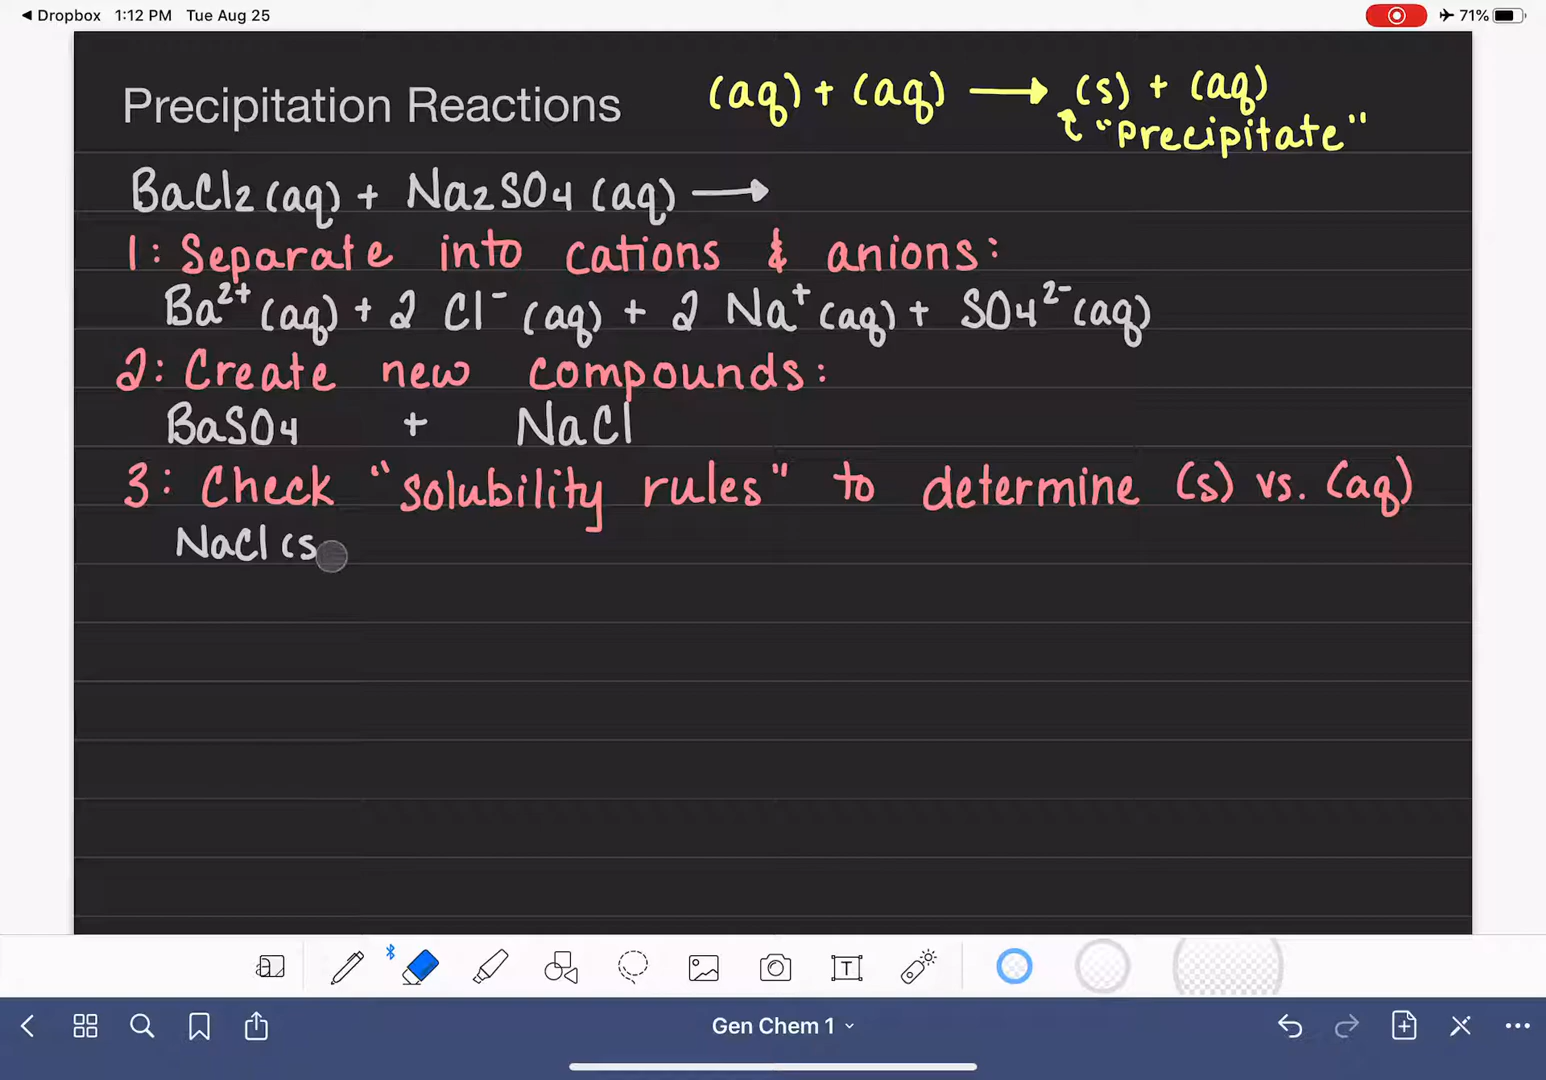 Dropbox 1:12 PM Tue Aug 25 71%
Precipitation Reactions (aq) + (aq) → (s) + (aq)
"Precipitate"
BaCl2 (aq) + Na2SO4 (aq) →
1: Separate into cations & anions:
Ba²⁺ (aq) + 2 Cl⁻ (aq) + 2 Na⁺ (aq) + SO4²⁻ (aq)
2: Create new compounds:
BaSO4 + NaCl
3: Check "solubility rules" to determine (s) vs. (aq)
NaCl (s
T
Gen Chem 1